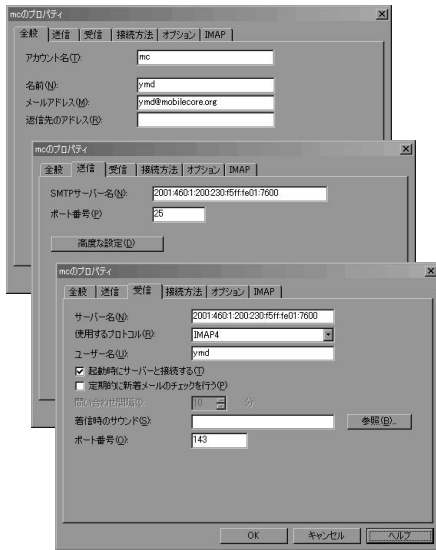 mcのプロパティ
全般 送信 受信 接続方法 オプション IMAP
アカウント名(T): mc
名前(N): ymd
メールアドレス(M): ymd@mobilecore.org
返信先のアドレス(R):
mcのプロパティ
全般 送信 受信 接続方法 オプション IMAP
SMTPサーバー名(N): 2001:460:1:200:230:f5ff:fe01:7600
ポート番号(P) 25
高度な設定(D)
mcのプロパティ
全般 送信 受信 接続方法 オプション IMAP
サーバー名(N): 2001:460:1:200:230:f5ff:fe01:7600
使用するプロトコル(R): IMAP4
ユーザー名(U): ymd
起動時にサーバーと接続する(T)
定期的に新着メールのチェックを行う(P)
問い合わせ間隔(I): 10 分
着信時のサウンド(S): 参照(B)...
ポート番号(O): 143
OK キャンセル ヘルプ